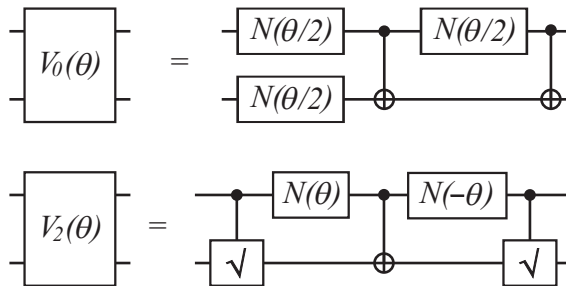 V₀(θ) = N(θ/2) N(θ/2)
N(θ/2)
V₂(θ) = N(θ) N(−θ)
√ √